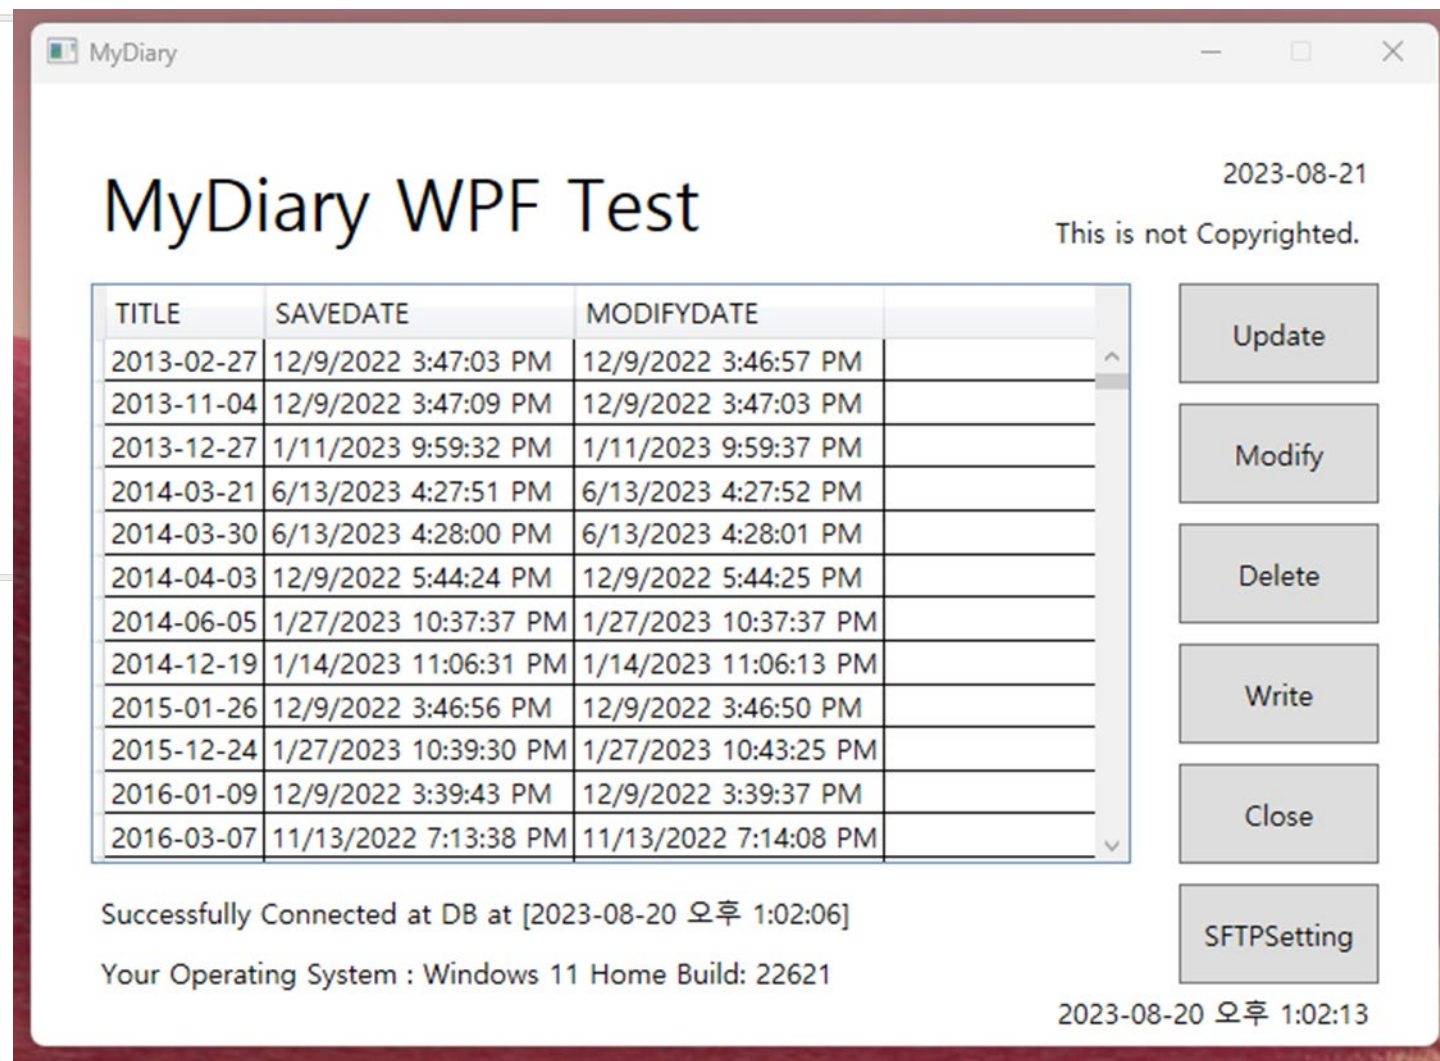 MyDiary
MyDiary WPF Test
2023-08-21
This is not Copyrighted.
TITLE SAVEDATE MODIFYDATE
2013-02-27 12/9/2022 3:47:03 PM 12/9/2022 3:46:57 PM
2013-11-04 12/9/2022 3:47:09 PM 12/9/2022 3:47:03 PM
2013-12-27 1/11/2023 9:59:32 PM 1/11/2023 9:59:37 PM
2014-03-21 6/13/2023 4:27:51 PM 6/13/2023 4:27:52 PM
2014-03-30 6/13/2023 4:28:00 PM 6/13/2023 4:28:01 PM
2014-04-03 12/9/2022 5:44:24 PM 12/9/2022 5:44:25 PM
2014-06-05 1/27/2023 10:37:37 PM 1/27/2023 10:37:37 PM
2014-12-19 1/14/2023 11:06:31 PM 1/14/2023 11:06:13 PM
2015-01-26 12/9/2022 3:46:56 PM 12/9/2022 3:46:50 PM
2015-12-24 1/27/2023 10:39:30 PM 1/27/2023 10:43:25 PM
2016-01-09 12/9/2022 3:39:43 PM 12/9/2022 3:39:37 PM
2016-03-07 11/13/2022 7:13:38 PM 11/13/2022 7:14:08 PM
Update
Modify
Delete
Write
Close
SFTPSetting
Successfully Connected at DB at [2023-08-20 오후 1:02:06]
Your Operating System : Windows 11 Home Build: 22621
2023-08-20 오후 1:02:13